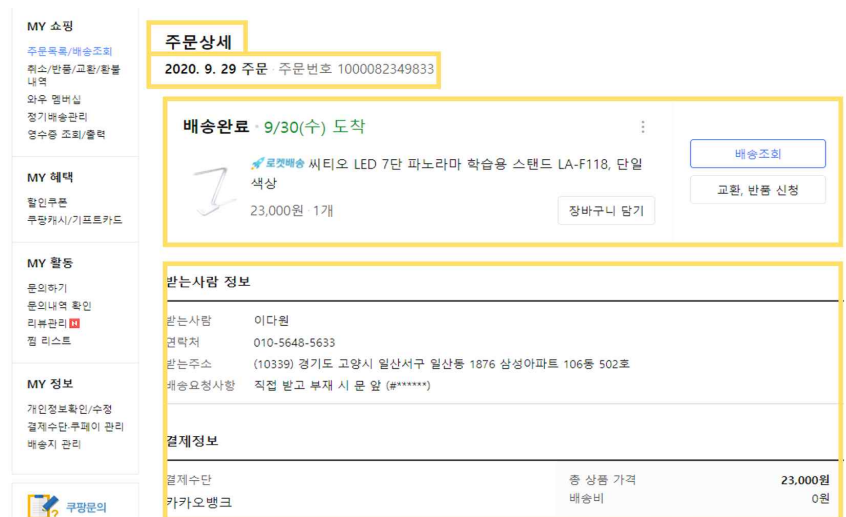 MY 쇼핑
주문목록/배송조회
취소/반품/교환/환불
내역
와우 멤버십
정기배송관리
영수증 조회/출력
MY 혜택
할인쿠폰
쿠팡캐시/기프트카드
MY 활동
문의하기
문의내역 확인
리뷰관리 N
찜 리스트
MY 정보
개인정보확인/수정
결제수단·쿠페이 관리
배송지 관리
쿠팡문의
주문상세
2020. 9. 29 주문 · 주문번호 1000082349833
배송완료 · 9/30(수) 도착
로켓배송 씨티오 LED 7단 파노라마 학습용 스탠드 LA-F118, 단일
색상
23,000원 · 1개
장바구니 담기
배송조회
교환, 반품 신청
받는사람 정보
받는사람 이다원
연락처 010-5648-5633
받는주소 (10339) 경기도 고양시 일산서구 일산동 1876 삼성아파트 106동 502호
배송요청사항 직접 받고 부재 시 문 앞 (#******)
결제정보
결제수단
카카오뱅크
총 상품 가격 23,000원
배송비 0원